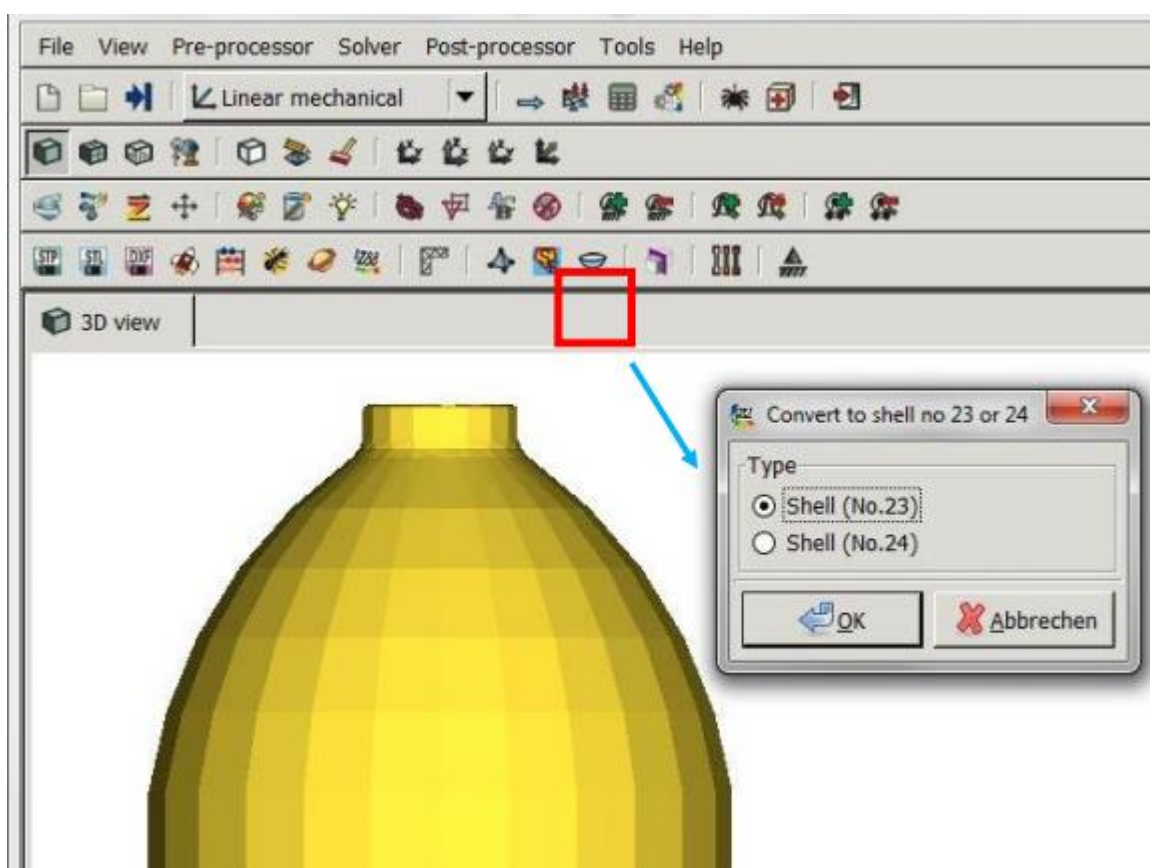 File View Pre-processor Solver Post-processor Tools Help
Linear mechanical
STP STL DXF
3D view
Convert to shell no 23 or 24
Type
Shell (No.23)
Shell (No.24)
OK Abbrechen